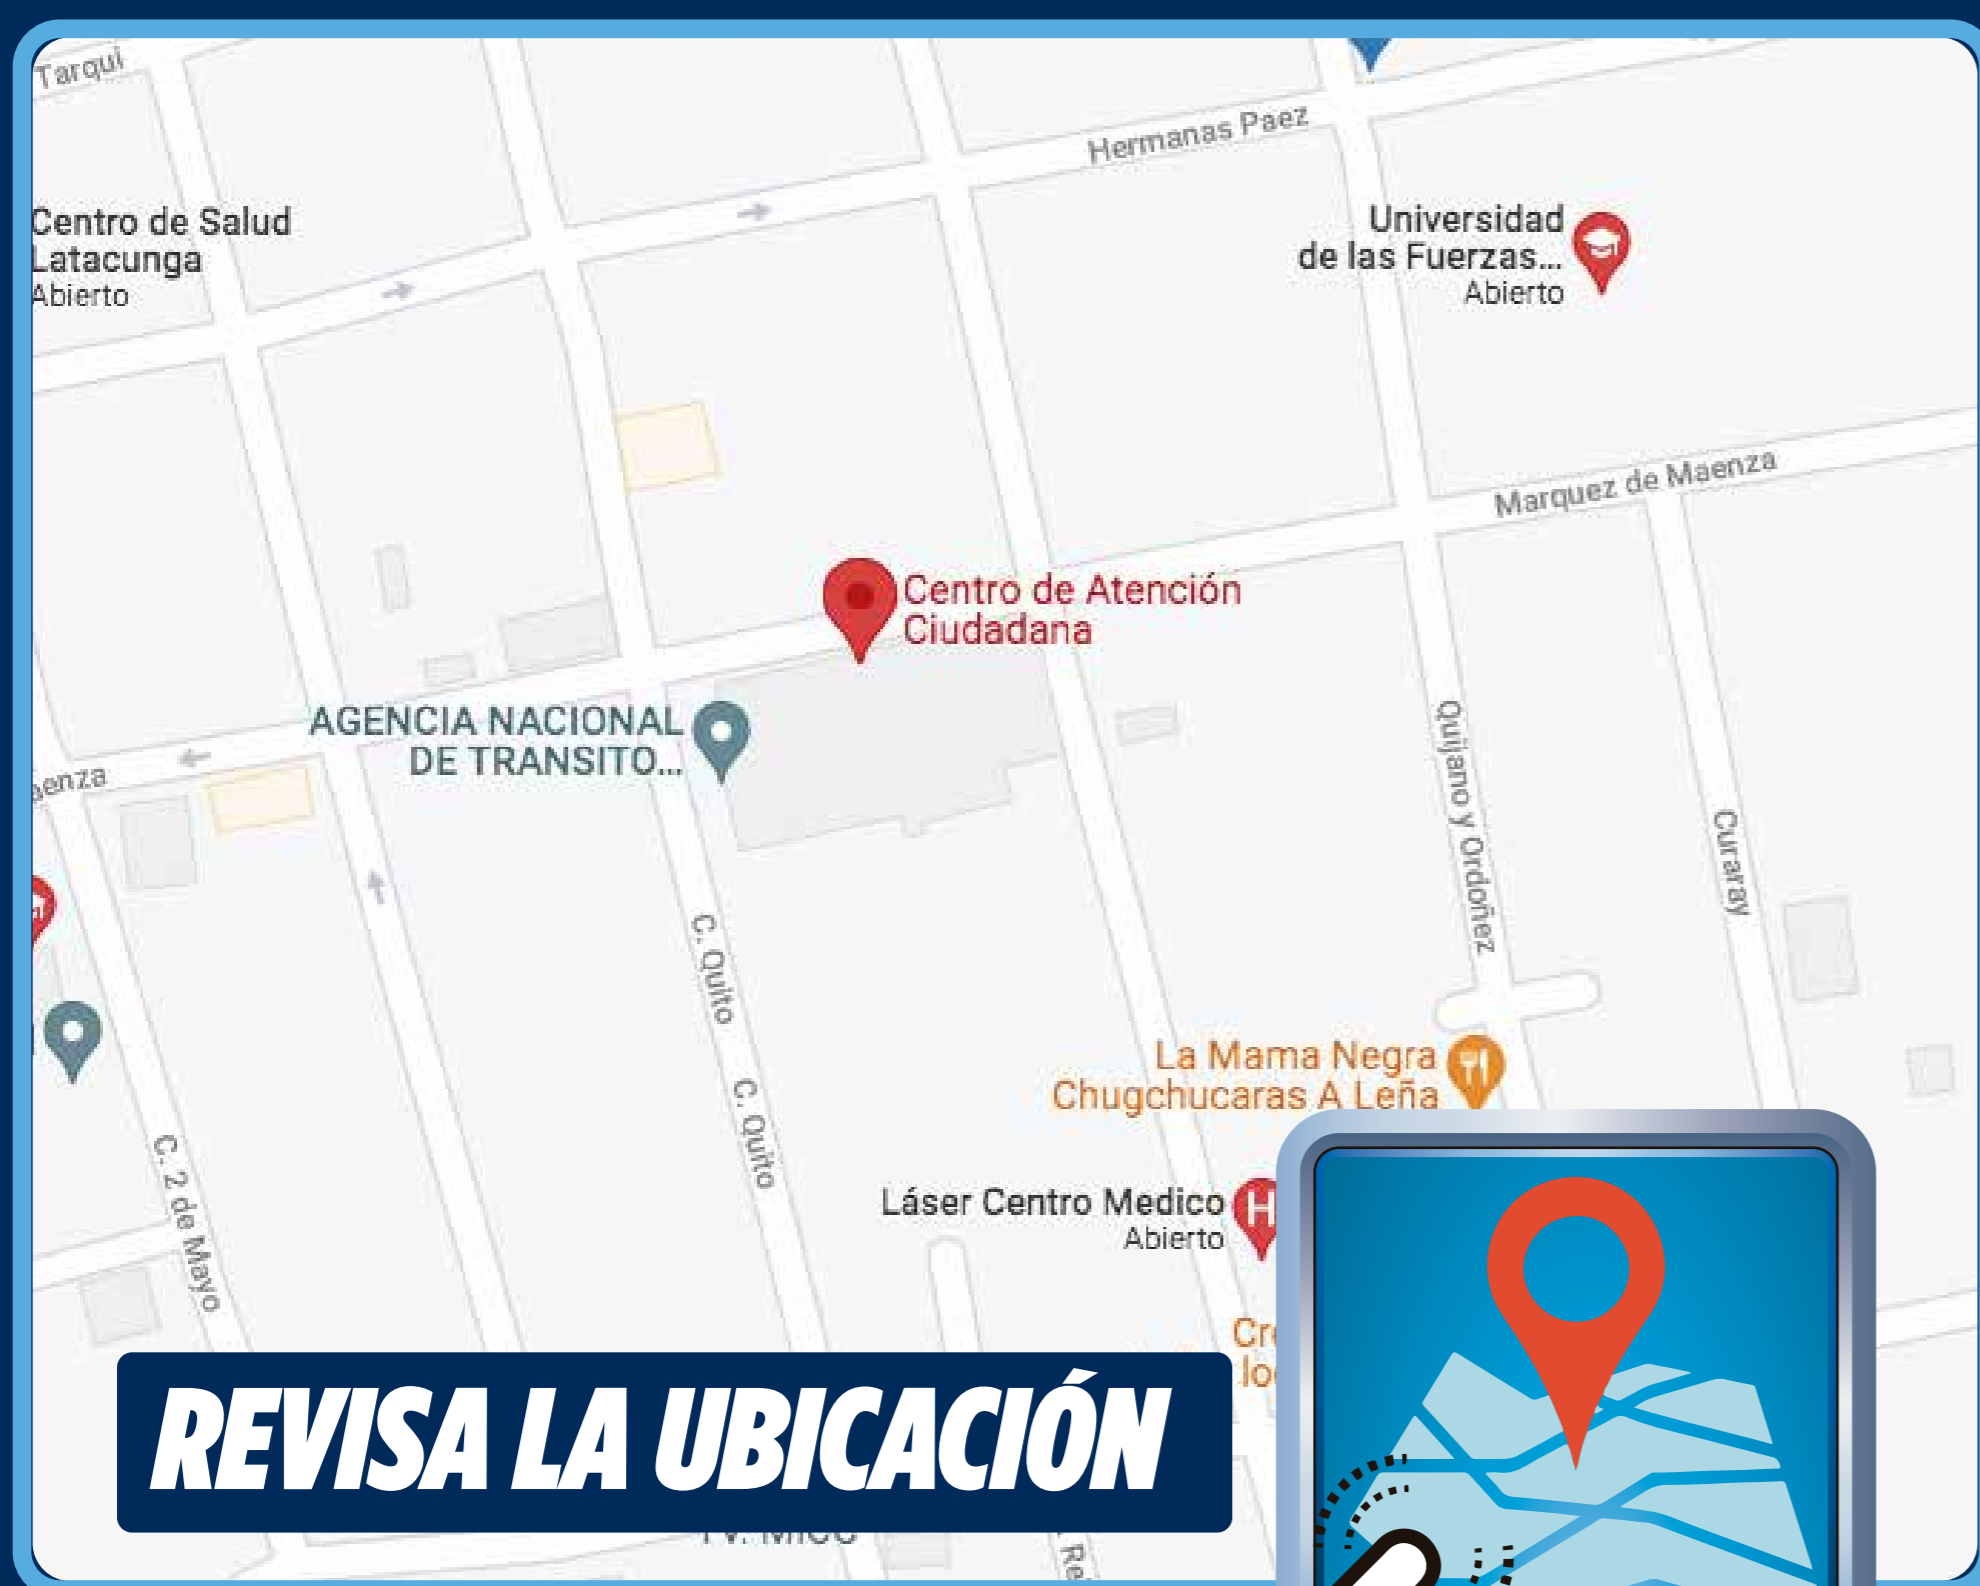 Tarqui
Hermanas Paez
Centro de Salud
Latacunga
Abierto
Universidad
de las Fuerzas...
Abierto
Marquez de Maenza
Centro de Atención
Ciudadana
AGENCIA NACIONAL
DE TRANSITO...
aenza
Quijano y Ordoñez
Curaray
C. Quito
La Mama Negra
Chugchucaras A Leña
C. Quito
C. 2 de Mayo
Láser Centro Medico
H
Abierto
REVISA LA UBICACIÓN